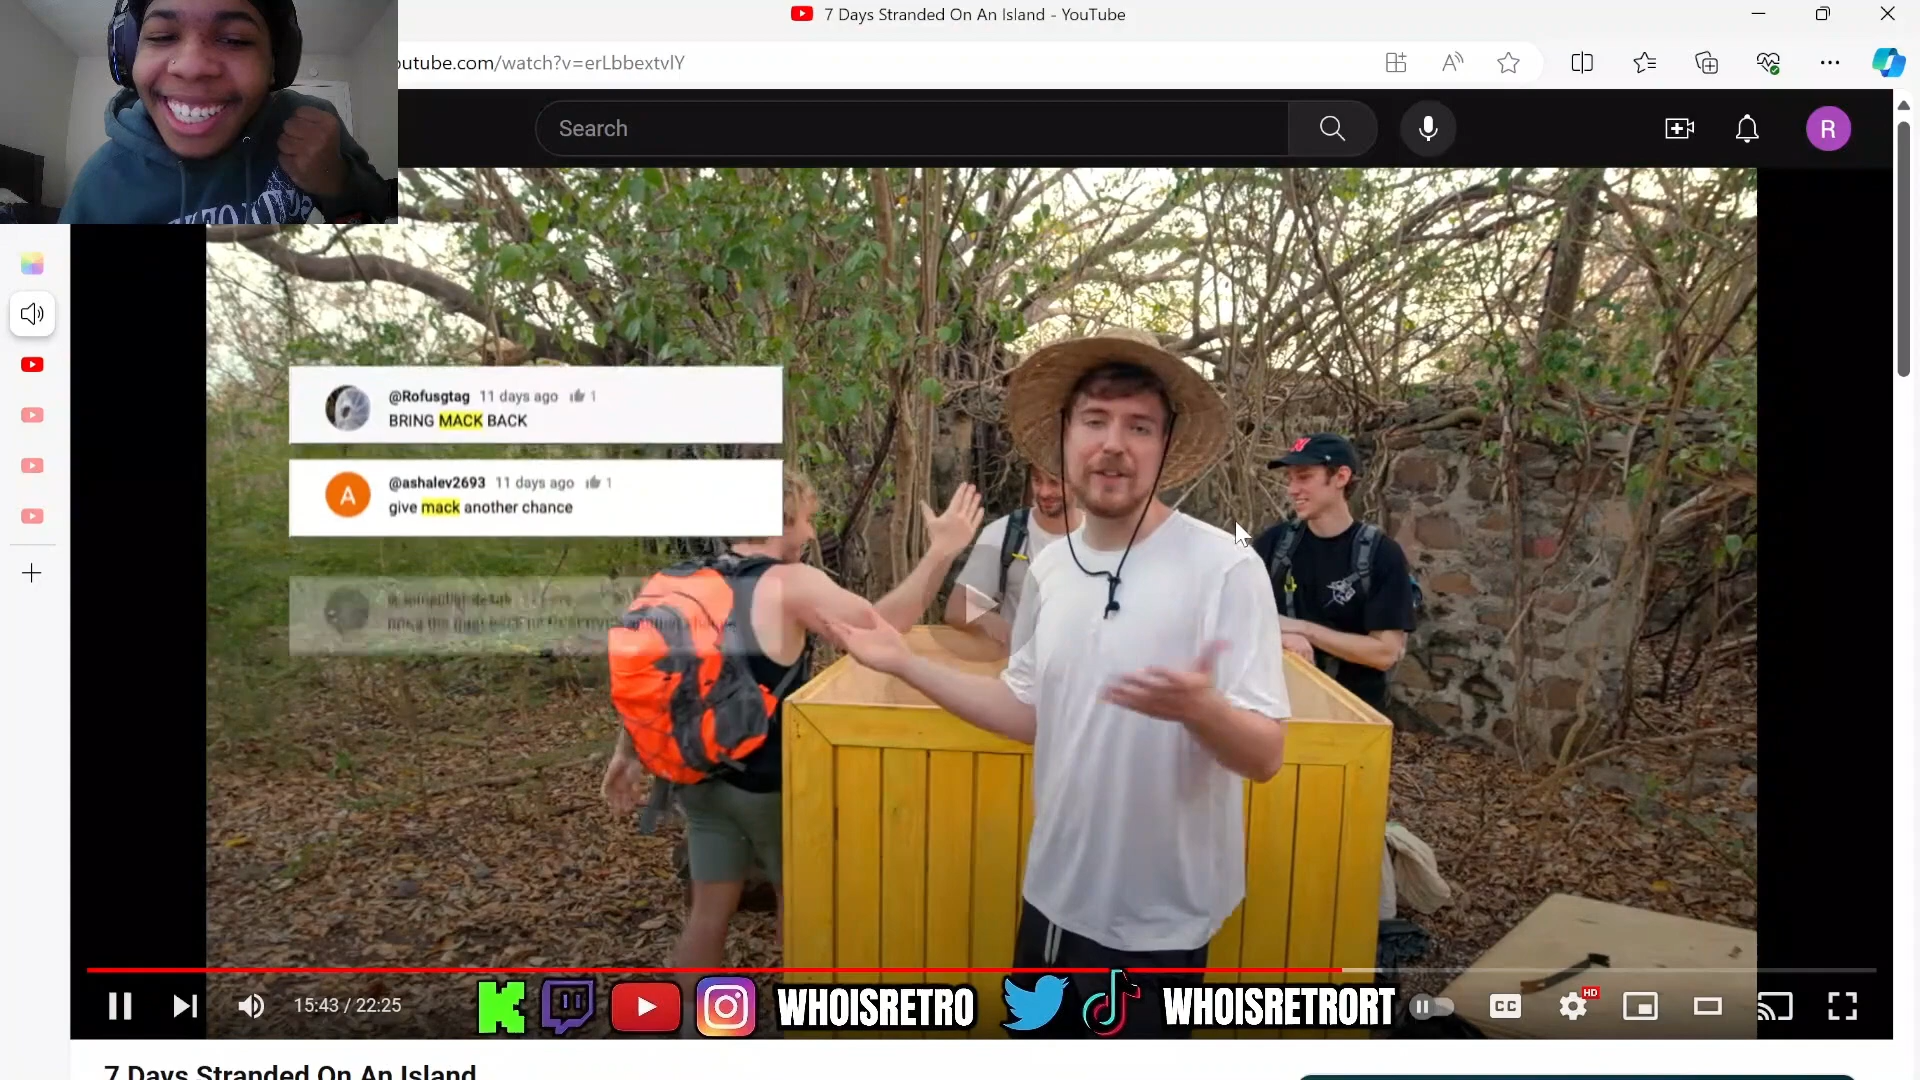 7 Days Stranded On An Island - YouTube
outube.com/watch?v=erLbbextvlY
Search
R
@Rofusgtag 11 days ago 1
BRING MACK BACK
A
@ashalev2693 11 days ago 1
give mack another chance
15:43 / 22:25
WHOISRETRO
WHOISRETRORT
CC
HD
7 Days Stranded On An Island